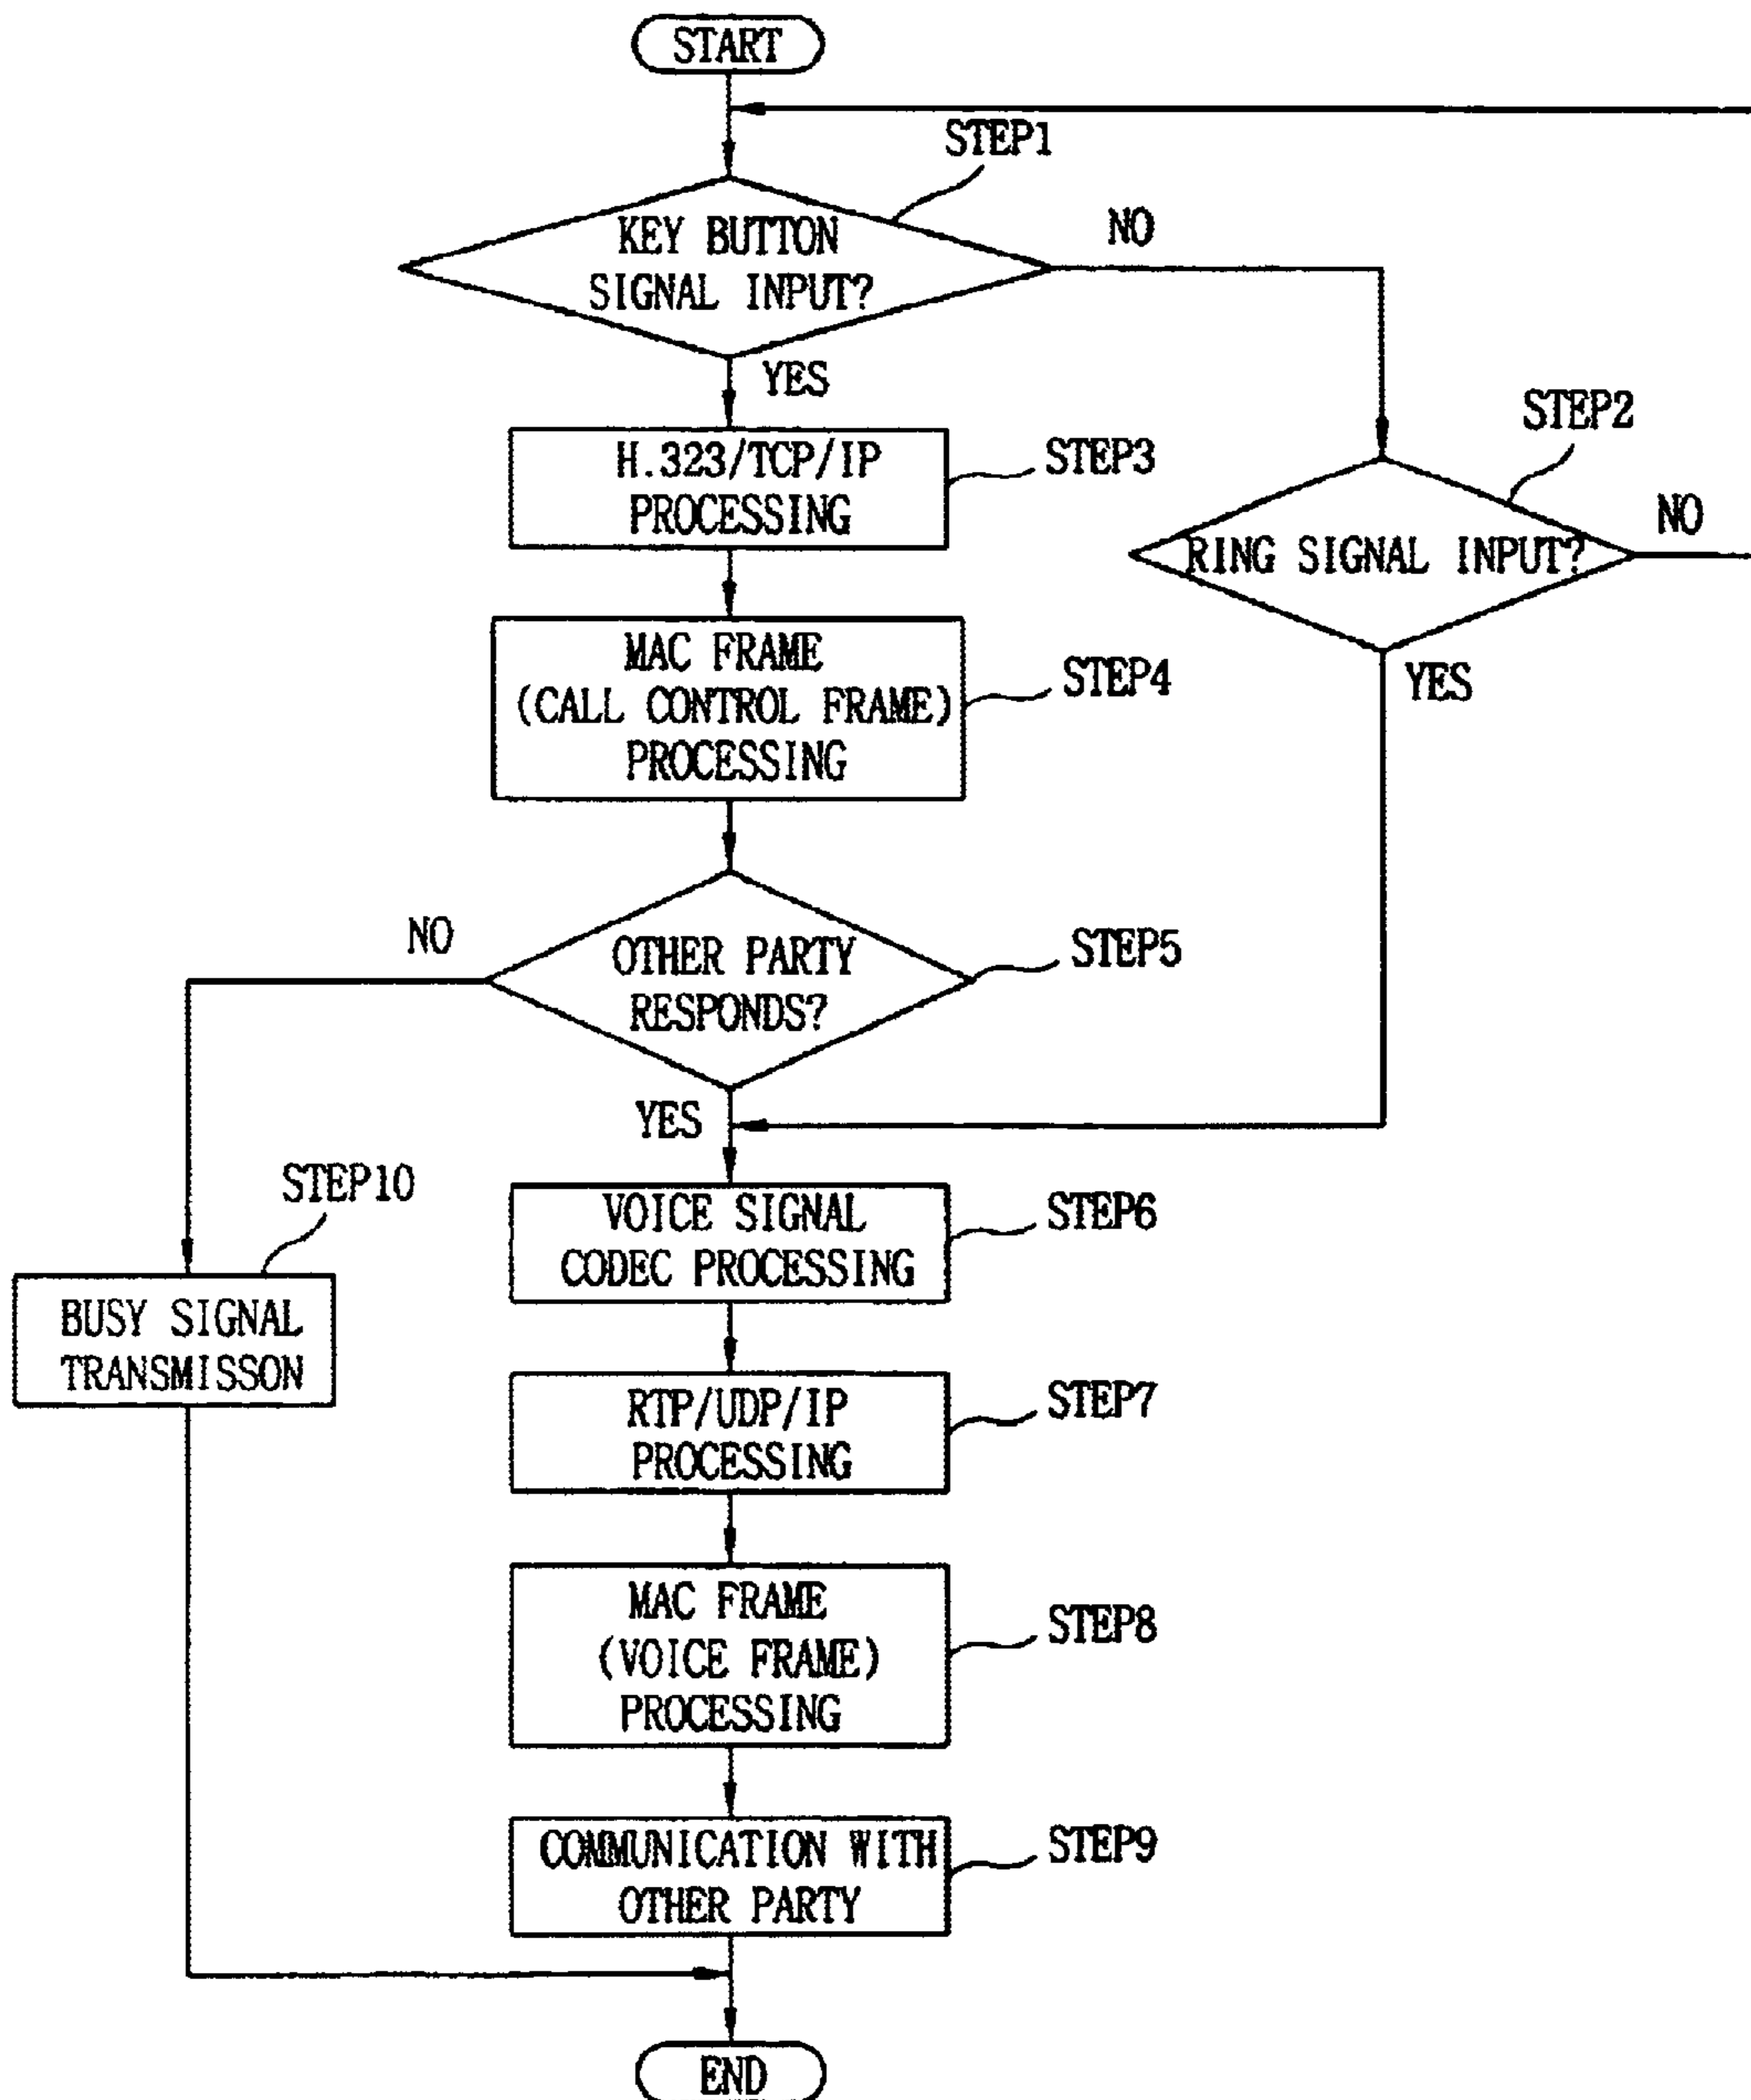 START
STEP1
KEY BUTTON
SIGNAL INPUT?
NO
YES
STEP2
H.323/TCP/IP
PROCESSING
STEP3
RING SIGNAL INPUT?
NO
YES
MAC FRAME
(CALL CONTROL FRAME)
PROCESSING
STEP4
OTHER PARTY
RESPONDS?
STEP5
NO
YES
STEP10
BUSY SIGNAL
TRANSMISSON
VOICE SIGNAL
CODEC PROCESSING
STEP6
RTP/UDP/IP
PROCESSING
STEP7
MAC FRAME
(VOICE FRAME)
PROCESSING
STEP8
COMMUNICATION WITH
OTHER PARTY
STEP9
END